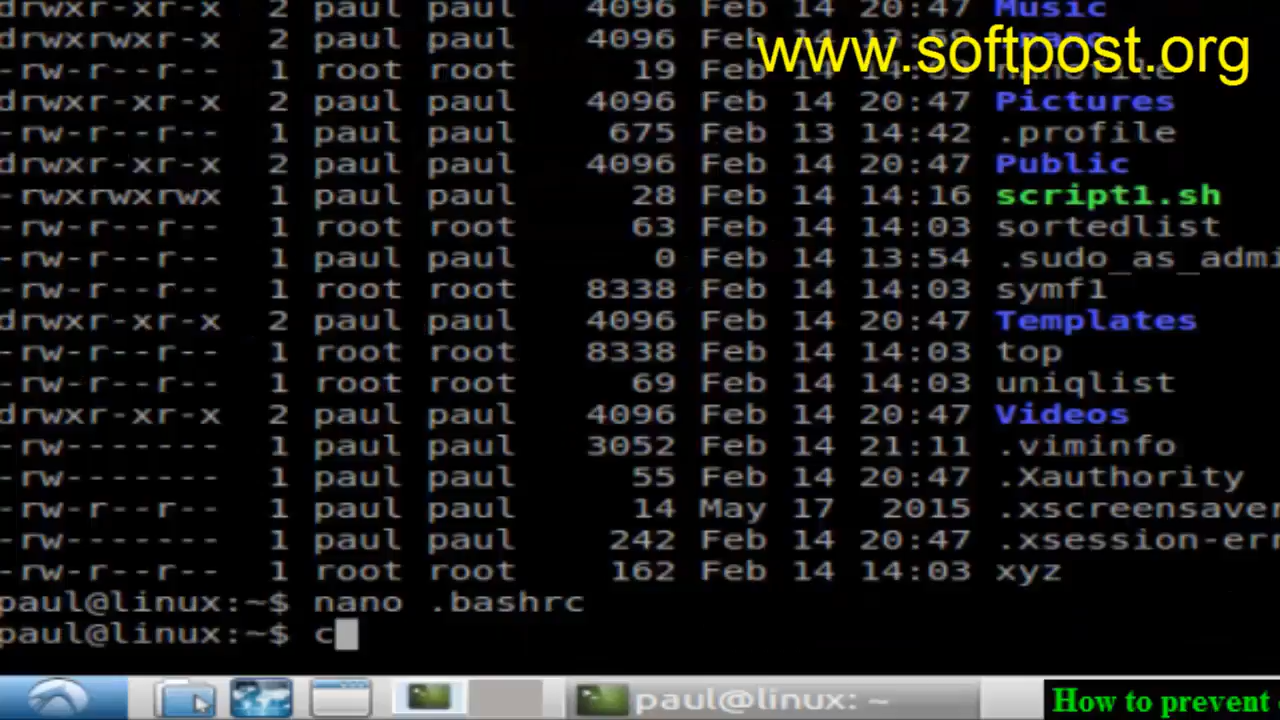 drwxr-xr-x 2 paul paul 4096 Feb 14 20:47 Music
www.softpost.org
drwxrwxr-x 2 paul paul 4096 Feb 14
-rw-r--r-- 1 root root 19 Feb 14
drwxr-xr-x 2 paul paul 4096 Feb 14 20:47 Pictures
-rw-r--r-- 1 paul paul 675 Feb 13 14:42 .profile
drwxr-xr-x 2 paul paul 4096 Feb 14 20:47 Public
-rwxrwxrwx 1 paul paul 28 Feb 14 14:16 script1.sh
-rw-r--r-- 1 root root 63 Feb 14 14:03 sortedlist
-rw-r--r-- 1 paul paul 0 Feb 14 13:54 .sudo_as_admi
-rw-r--r-- 1 root root 8338 Feb 14 14:03 symf1
drwxr-xr-x 2 paul paul 4096 Feb 14 20:47 Templates
-rw-r--r-- 1 root root 8338 Feb 14 14:03 top
-rw-r--r-- 1 root root 69 Feb 14 14:03 uniqlist
drwxr-xr-x 2 paul paul 4096 Feb 14 20:47 Videos
-rw------- 1 paul paul 3052 Feb 14 21:11 .viminfo
-rw------- 1 paul paul 55 Feb 14 20:47 .Xauthority
-rw-r--r-- 1 paul paul 14 May 17 2015 .xscreensaver
-rw------- 1 paul paul 242 Feb 14 20:47 .xsession-err
-rw-r--r-- 1 root root 162 Feb 14 14:03 xyz
paul@linux:~$ nano .bashrc
paul@linux:~$ c
paul@linux: ~
How to prevent